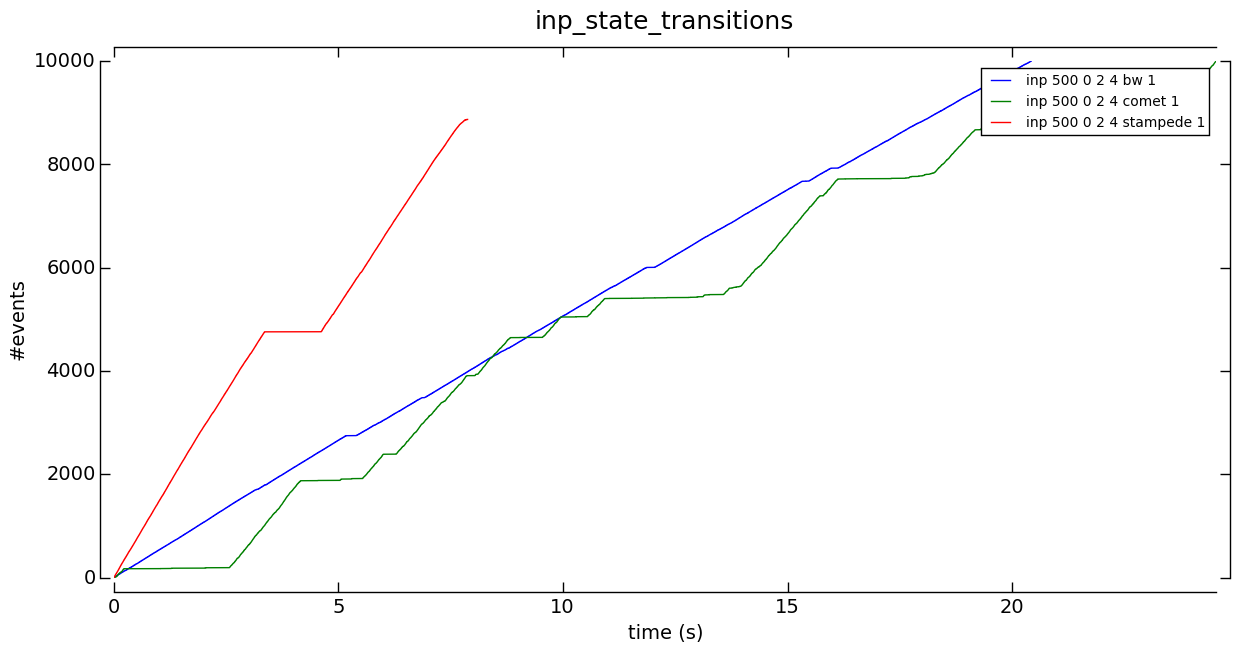 inp_state_transitions
10000
8000
6000
4000
2000
0
#events
inp 500 0 2 4 bw 1
inp 500 0 2 4 comet 1
inp 500 0 2 4 stampede 1
0 5 10 15 20
time (s)